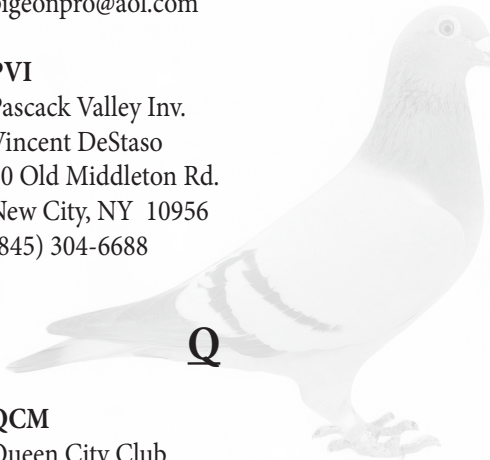 pigeonpro@aol.com
PVI
Pascack Valley Inv.
Vincent DeStaso
0 Old Middleton Rd.
New City, NY 10956
(845) 304-6688
Q
QCM
Queen City Club